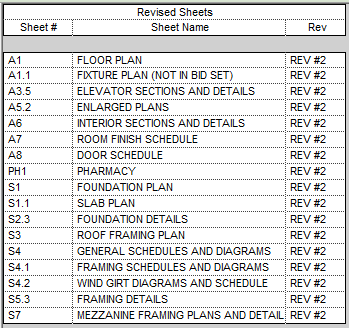 Revised Sheets
Sheet # Sheet Name Rev
A1 FLOOR PLAN REV #2
A1.1 FIXTURE PLAN (NOT IN BID SET) REV #2
A3.5 ELEVATOR SECTIONS AND DETAILS REV #2
A5.2 ENLARGED PLANS REV #2
A6 INTERIOR SECTIONS AND DETAILS REV #2
A7 ROOM FINISH SCHEDULE REV #2
A8 DOOR SCHEDULE REV #2
PH1 PHARMACY REV #2
S1 FOUNDATION PLAN REV #2
S1.1 SLAB PLAN REV #2
S2.3 FOUNDATION DETAILS REV #2
S3 ROOF FRAMING PLAN REV #2
S4 GENERAL SCHEDULES AND DIAGRAMS REV #2
S4.1 FRAMING SCHEDULES AND DIAGRAMS REV #2
S4.2 WIND GIRT DIAGRAMS AND SCHEDULE REV #2
S5.3 FRAMING DETAILS REV #2
S7 MEZZANINE FRAMING PLANS AND DETAIL REV #2